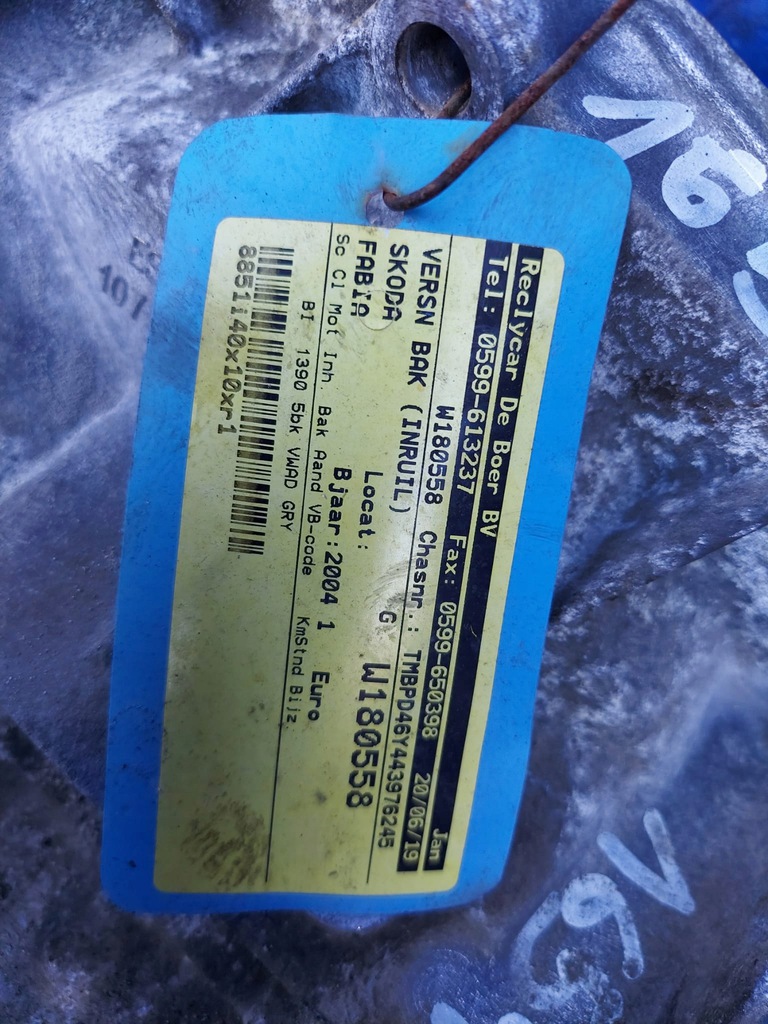 Reclycar De Boer BV Jan
Tel: 0599-613237 Fax: 0599-650398 20/06/19
W180558 Chasnr.: TMBPD46Y443976245
VERSN BAK (INRUIL)
SKODA G W180558
FABIA Locat:
Bjaar:2004 1 Euro
Sc Cl Mot Inh. Bak Aand VB-code KmStnd Bijz.
BI 1390 5bk VWAD GRY
8851140x10xr1